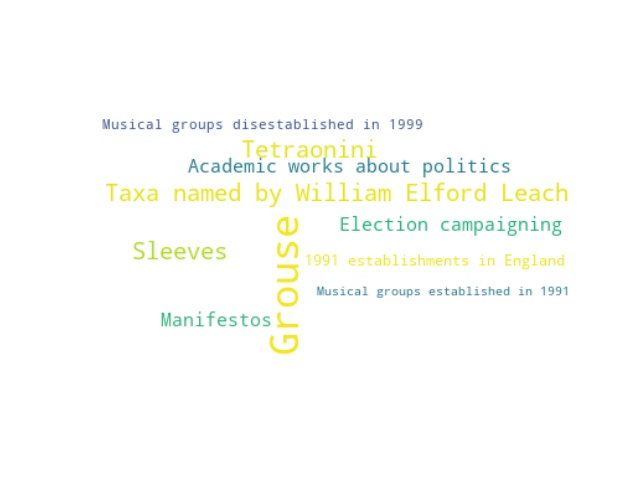 Musical groups disestablished in 1999
Tetraonini
Academic works about politics
Taxa named by William Elford Leach
Election campaigning
Sleeves
Grouse
1991 establishments in England
Musical groups established in 1991
Manifestos